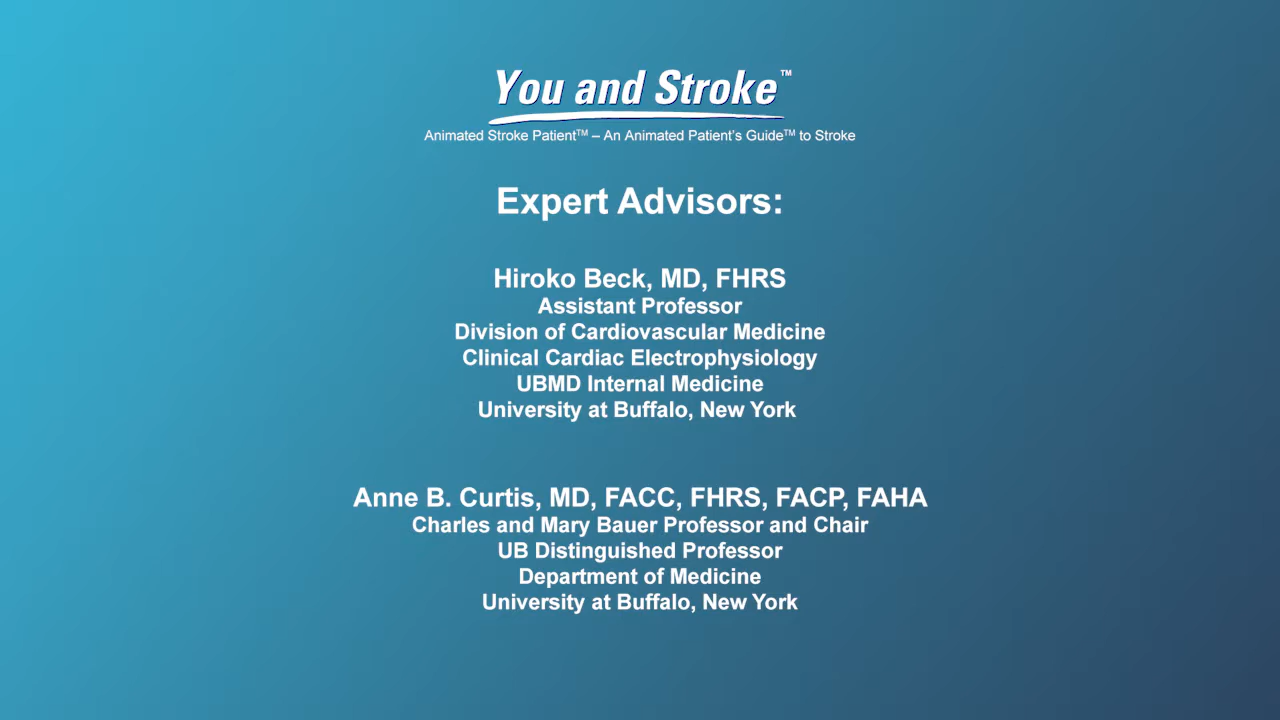 You and Stroke™
Animated Stroke Patient™ – An Animated Patient's Guide™ to Stroke
Expert Advisors:
Hiroko Beck, MD, FHRS
Assistant Professor
Division of Cardiovascular Medicine
Clinical Cardiac Electrophysiology
UBMD Internal Medicine
University at Buffalo, New York
Anne B. Curtis, MD, FACC, FHRS, FACP, FAHA
Charles and Mary Bauer Professor and Chair
UB Distinguished Professor
Department of Medicine
University at Buffalo, New York